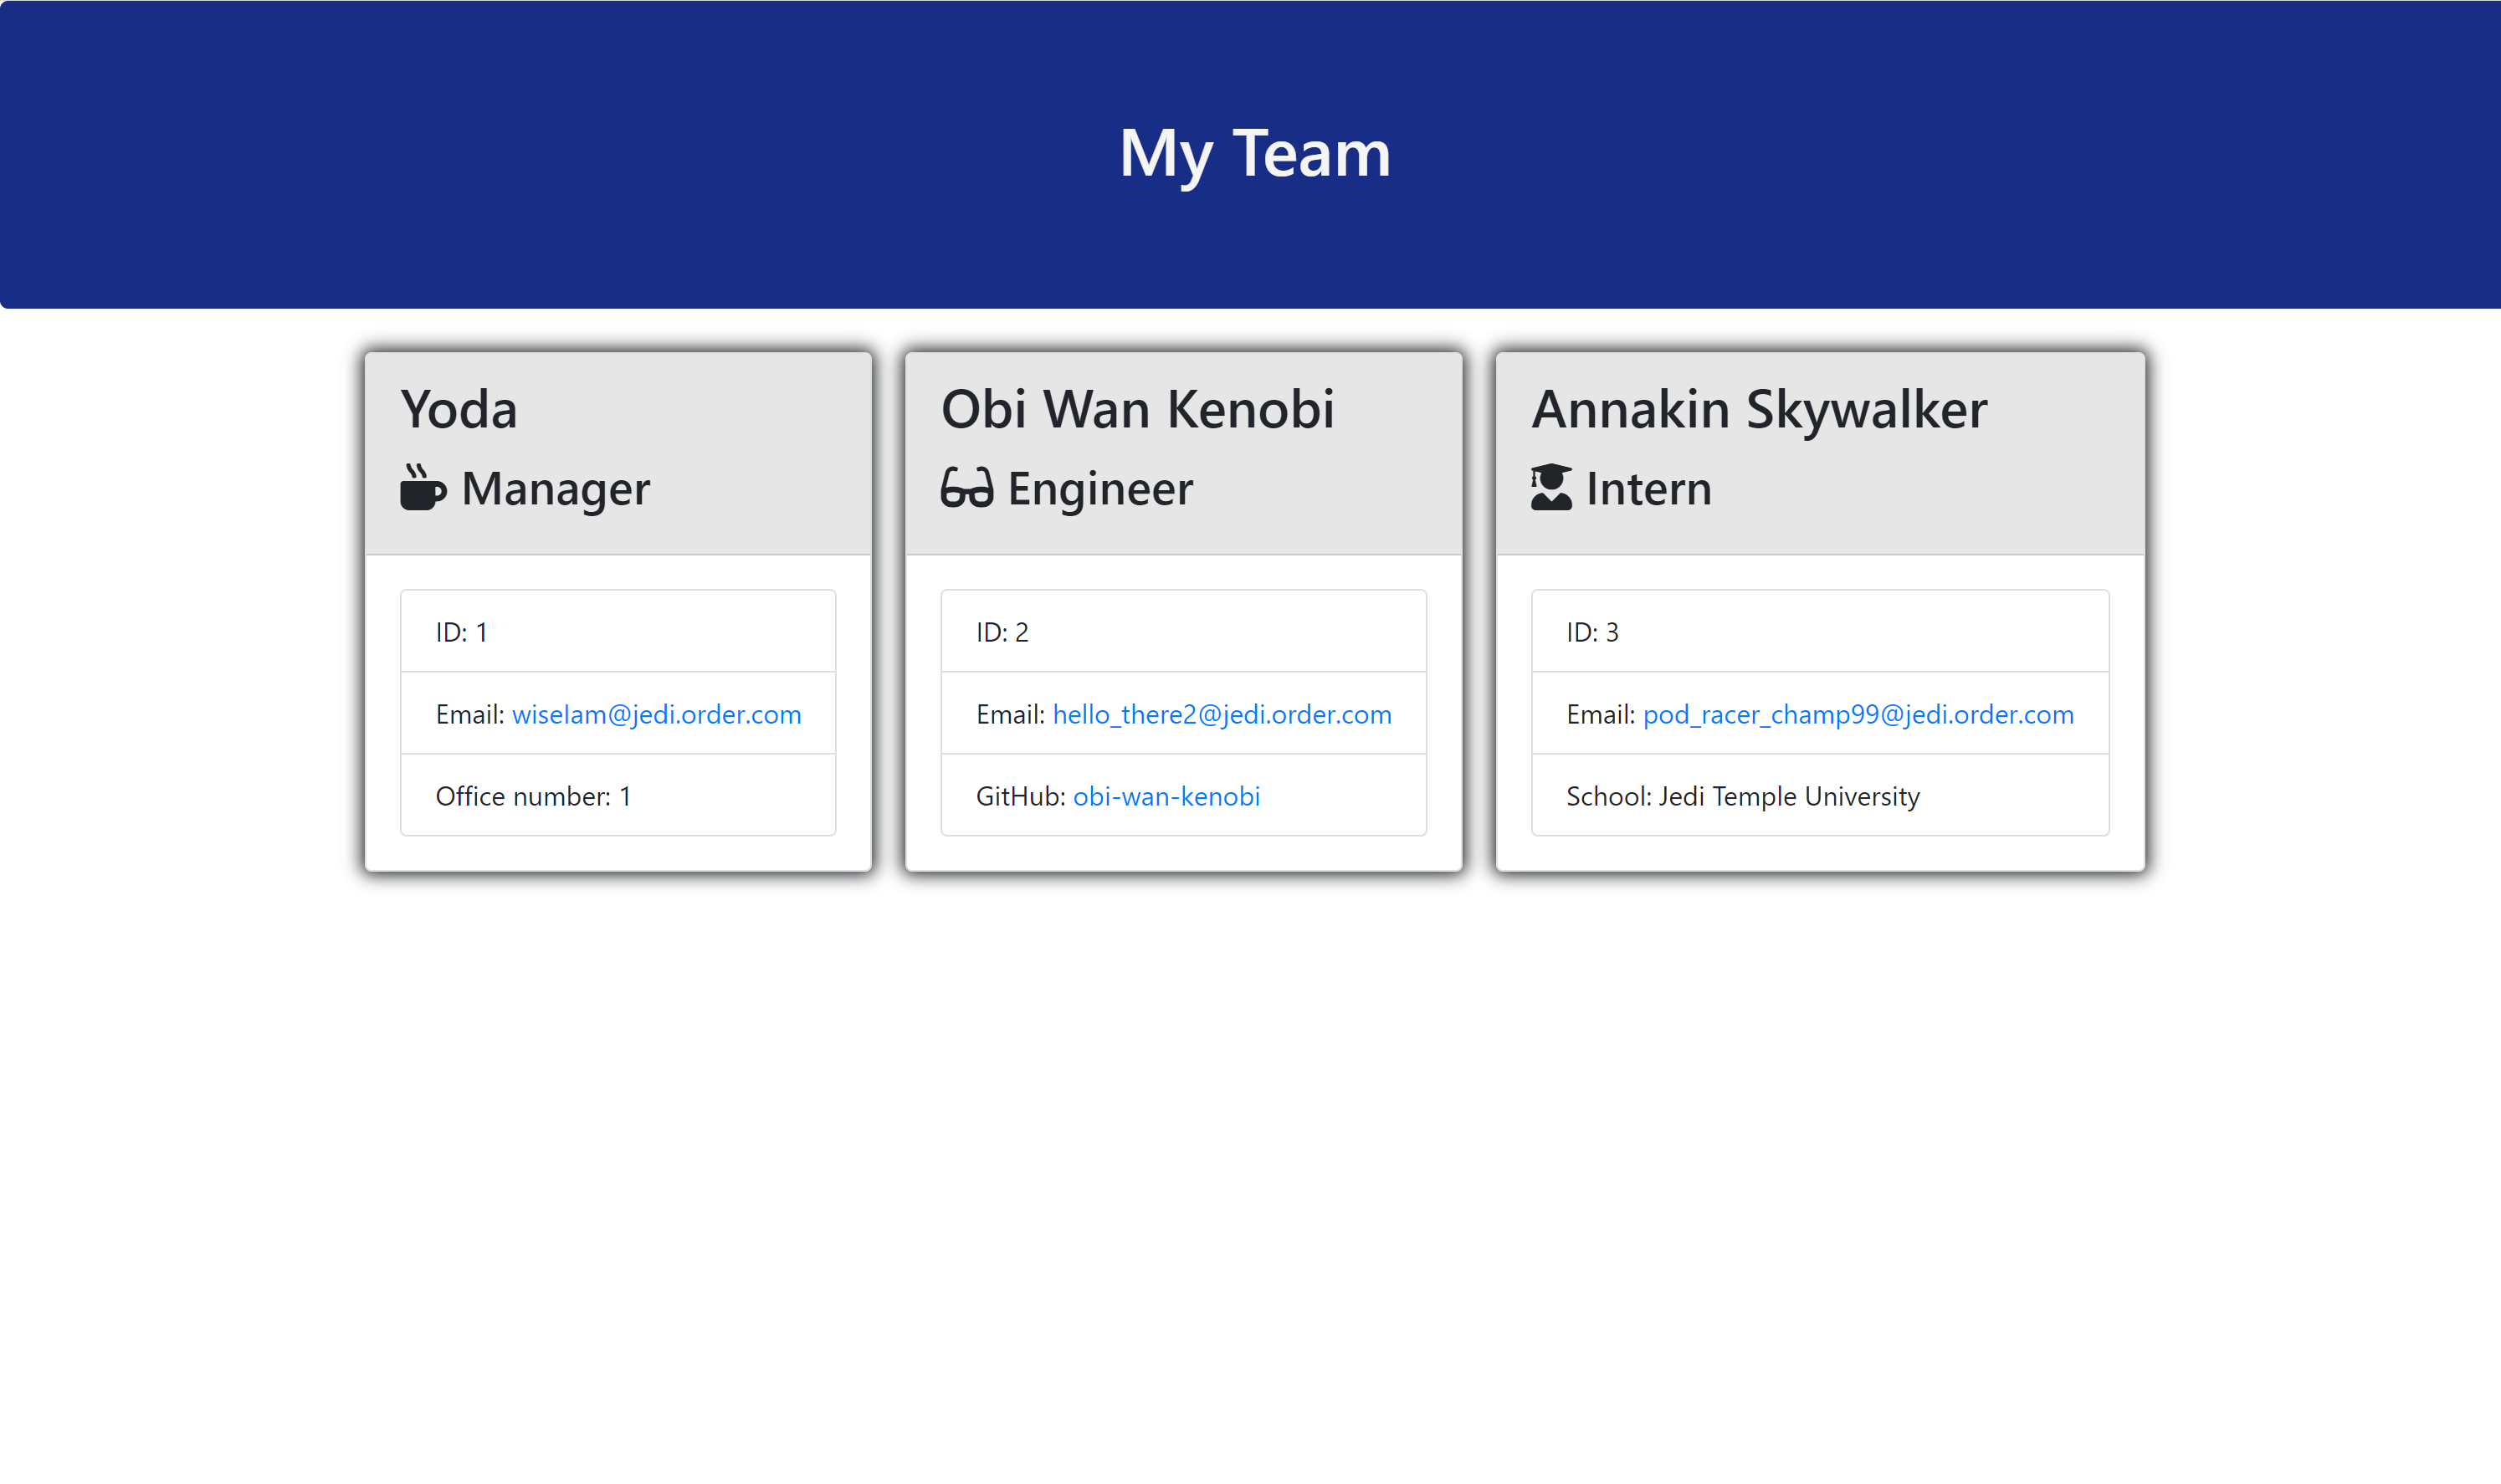 My Team
Yoda
Manager
ID: 1
Email: wiselam@jedi.order.com
Office number: 1
Obi Wan Kenobi
Engineer
ID: 2
Email: hello_there2@jedi.order.com
GitHub: obi-wan-kenobi
Annakin Skywalker
Intern
ID: 3
Email: pod_racer_champ99@jedi.order.com
School: Jedi Temple University